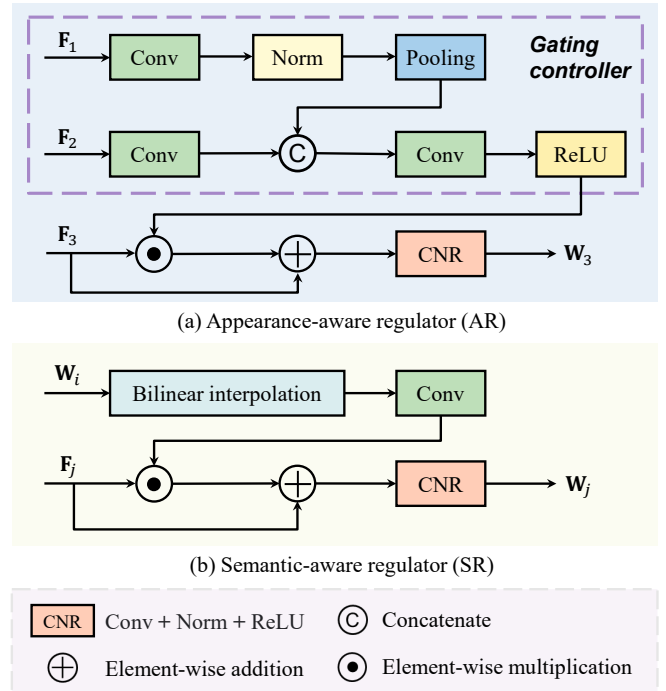 F₁
Conv
Norm
Pooling
Gating
controller
F₂
Conv
C
Conv
ReLU
F₃
CNR
W₃
(a) Appearance-aware regulator (AR)
Wᵢ
Bilinear interpolation
Conv
Fⱼ
CNR
Wⱼ
(b) Semantic-aware regulator (SR)
CNR Conv + Norm + ReLU
C Concatenate
Element-wise addition
Element-wise multiplication